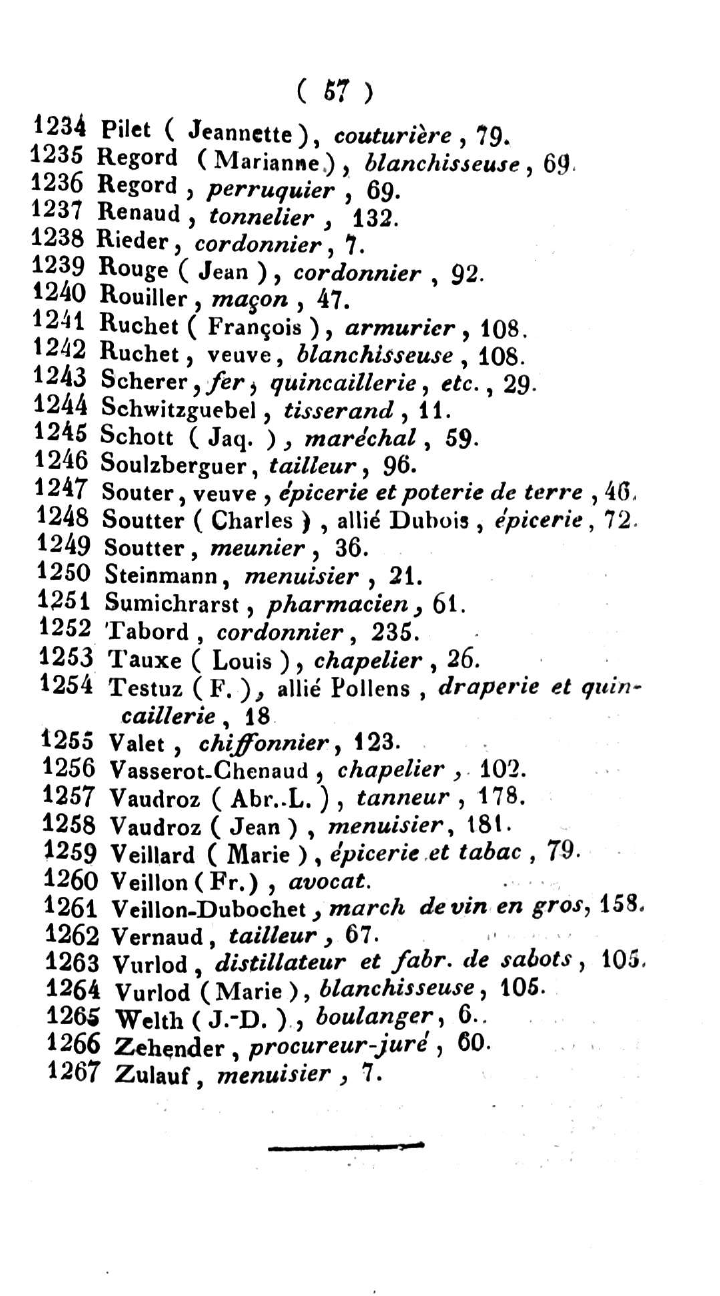 ( 57 )
1234 Pilet ( Jeannette ), couturière , 79.
1235 Regord ( Marianne ), blanchisseuse , 69.
1236 Regord , perruquier , 69.
1237 Renaud , tonnelier , 132.
1238 Rieder , cordonnier , 7.
1239 Rouge ( Jean ), cordonnier , 92.
1240 Rouiller , maçon , 47.
1241 Ruchet ( François ), armurier , 108.
1242 Ruchet , veuve , blanchisseuse , 108.
1243 Scherer , fer , quincaillerie , etc. , 29.
1244 Schwitzguebel , tisserand , 11.
1245 Schott ( Jaq. ), maréchal , 59.
1246 Soulzberguer, tailleur , 96.
1247 Souter , veuve , épicerie et poterie de terre , 46.
1248 Soutter ( Charles ) , allié Dubois , épicerie , 72.
1249 Soutter , meunier , 36.
1250 Steinmann, menuisier , 21.
1251 Sumichrarst , pharmacien , 61.
1252 Tabord , cordonnier , 235.
1253 Tauxe ( Louis ), chapelier , 26.
1254 Testuz ( F. ), allié Pollens , draperie et quin-
caillerie , 18
1255 Valet , chiffonnier , 123.
1256 Vasserot-Chenaud , chapelier , 102.
1257 Vaudroz ( Abr..L. ) , tanneur , 178.
1258 Vaudroz ( Jean ) , menuisier , 181.
1259 Veillard ( Marie ) , épicerie et tabac , 79.
1260 Veillon ( Fr. ) , avocat.
1261 Veillon-Dubochet , march de vin en gros, 158.
1262 Vernaud , tailleur , 67.
1263 Vurlod , distillateur et fabr. de sabots , 105.
1264 Vurlod ( Marie ), blanchisseuse , 105.
1265 Welth ( J.-D. ) , boulanger , 6..
1266 Zehender , procureur-juré , 60.
1267 Zulauf , menuisier , 7.